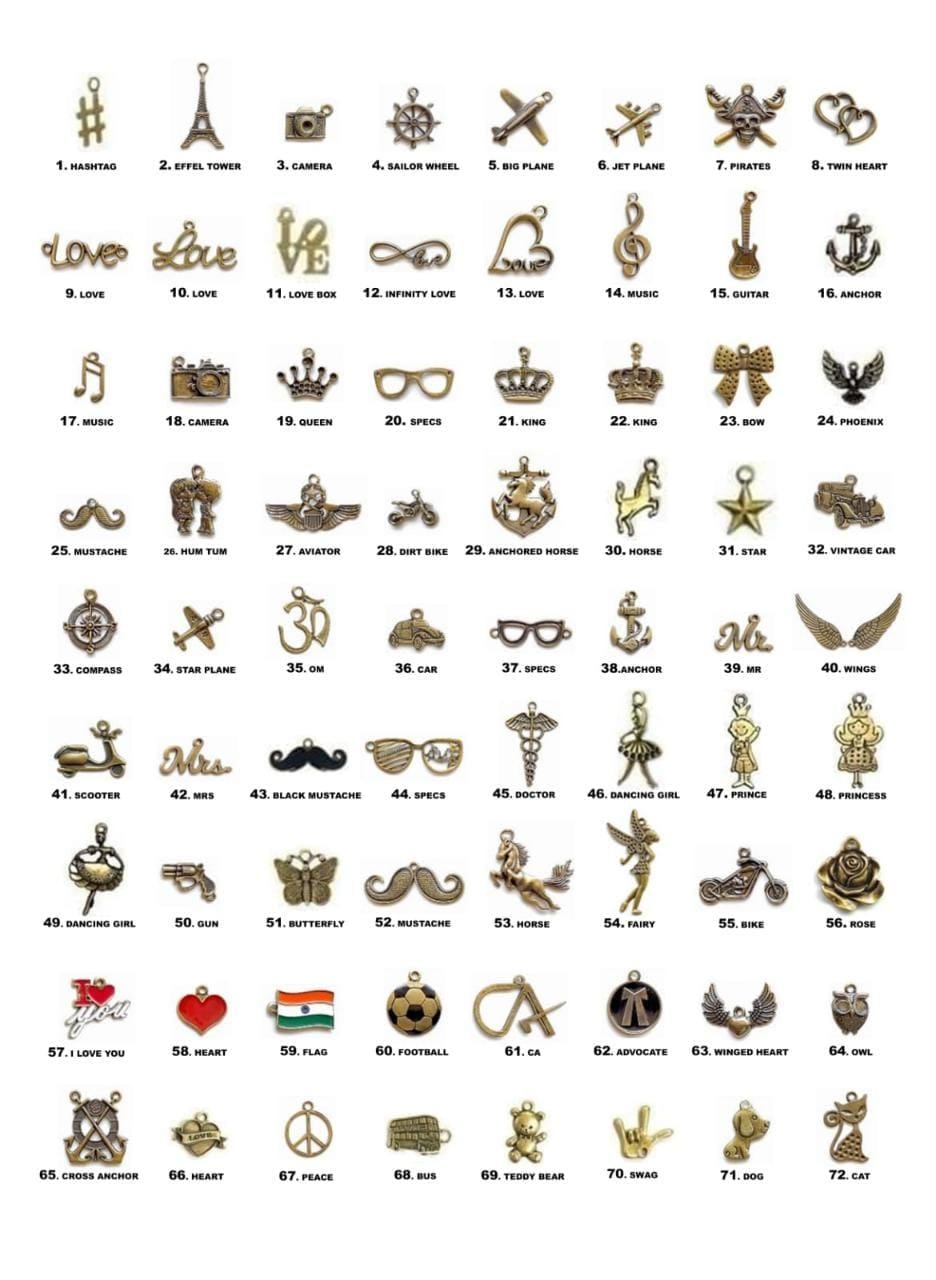 1. HASHTAG
2. EFFEL TOWER
3. CAMERA
4. SAILOR WHEEL
5. BIG PLANE
6. JET PLANE
7. PIRATES
8. TWIN HEART
Love
Love
LOVE
love
Love
9. LOVE
10. LOVE
11. LOVE BOX
12. INFINITY LOVE
13. LOVE
14. MUSIC
15. GUITAR
16. ANCHOR
17. MUSIC
18. CAMERA
19. QUEEN
20. SPECS
21. KING
22. KING
23. BOW
24. PHOENIX
25. MUSTACHE
26. HUM TUM
27. AVIATOR
28. DIRT BIKE
29. ANCHORED HORSE
30. HORSE
31. STAR
32. VINTAGE CAR
ॐ
Mr.
33. COMPASS
34. STAR PLANE
35. OM
36. CAR
37. SPECS
38.ANCHOR
39. MR
40. WINGS
Mrs.
41. SCOOTER
42. MRS
43. BLACK MUSTACHE
44. SPECS
45. DOCTOR
46. DANCING GIRL
47. PRINCE
48. PRINCESS
49. DANCING GIRL
50. GUN
51. BUTTERFLY
52. MUSTACHE
53. HORSE
54. FAIRY
55. BIKE
56. ROSE
I
you
CA
57. I LOVE YOU
58. HEART
59. FLAG
60. FOOTBALL
61. CA
62. ADVOCATE
63. WINGED HEART
64. OWL
LOVE
65. CROSS ANCHOR
66. HEART
67. PEACE
68. BUS
69. TEDDY BEAR
70. SWAG
71. DOG
72. CAT